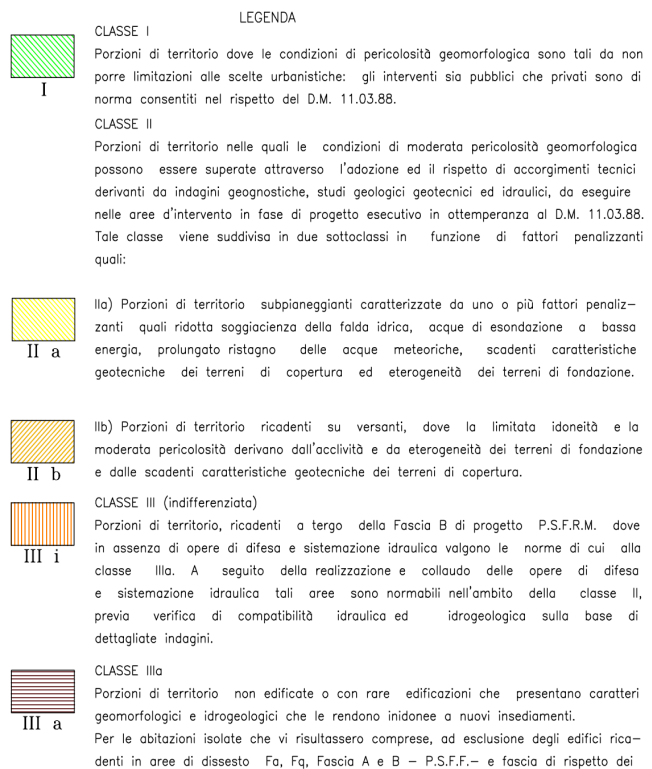 LEGENDA
CLASSE I
Porzioni di territorio dove le condizioni di pericolosità geomorfologica sono tali da non
porre limitazioni alle scelte urbanistiche: gli interventi sia pubblici che privati sono di
norma consentiti nel rispetto del D.M. 11.03.88.
I
CLASSE II
Porzioni di territorio nelle quali le condizioni di moderata pericolosità geomorfologica
possono essere superate attraverso l'adozione ed il rispetto di accorgimenti tecnici
derivanti da indagini geognostiche, studi geologici geotecnici ed idraulici, da eseguire
nelle aree d'intervento in fase di progetto esecutivo in ottemperanza al D.M. 11.03.88.
Tale classe viene suddivisa in due sottoclassi in funzione di fattori penalizzanti
quali:
IIa) Porzioni di territorio subpianeggianti caratterizzate da uno o più fattori penaliz–
zanti quali ridotta soggiacienza della falda idrica, acque di esondazione a bassa
energia, prolungato ristagno delle acque meteoriche, scadenti caratteristiche
geotecniche dei terreni di copertura ed eterogeneità dei terreni di fondazione.
II a
IIb) Porzioni di territorio ricadenti su versanti, dove la limitata idoneità e la
moderata pericolosità derivano dall'acclività e da eterogeneità dei terreni di fondazione
e dalle scadenti caratteristiche geotecniche dei terreni di copertura.
II b
CLASSE III (indifferenziata)
Porzioni di territorio, ricadenti a tergo della Fascia B di progetto P.S.F.R.M. dove
in assenza di opere di difesa e sistemazione idraulica valgono le norme di cui alla
classe IIIa. A seguito della realizzazione e collaudo delle opere di difesa
e sistemazione idraulica tali aree sono normabili nell'ambito della classe II,
previa verifica di compatibilità idraulica ed idrogeologica sulla base di
dettagliate indagini.
III i
CLASSE IIIa
Porzioni di territorio non edificate o con rare edificazioni che presentano caratteri
geomorfologici e idrogeologici che le rendono inidonee a nuovi insediamenti.
Per le abitazioni isolate che vi risultassero comprese, ad esclusione degli edifici rica–
denti in aree di dissesto Fa, Fq, Fascia A e B – P.S.F.F.– e fascia di rispetto dei
III a